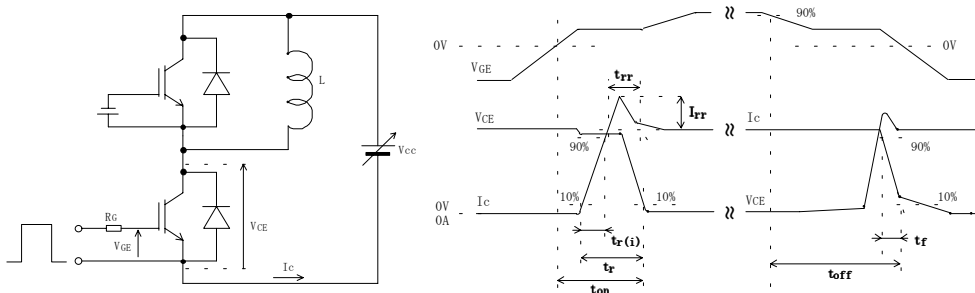 L
Vcc
RG
VGE
VCE
Ic
0V
90%
0V
VGE
trr
Irr
VCE
Ic
90%
90%
10%
10%
10%
0V
0A
Ic
VCE
tr(i)
tf
tr
toff
ton